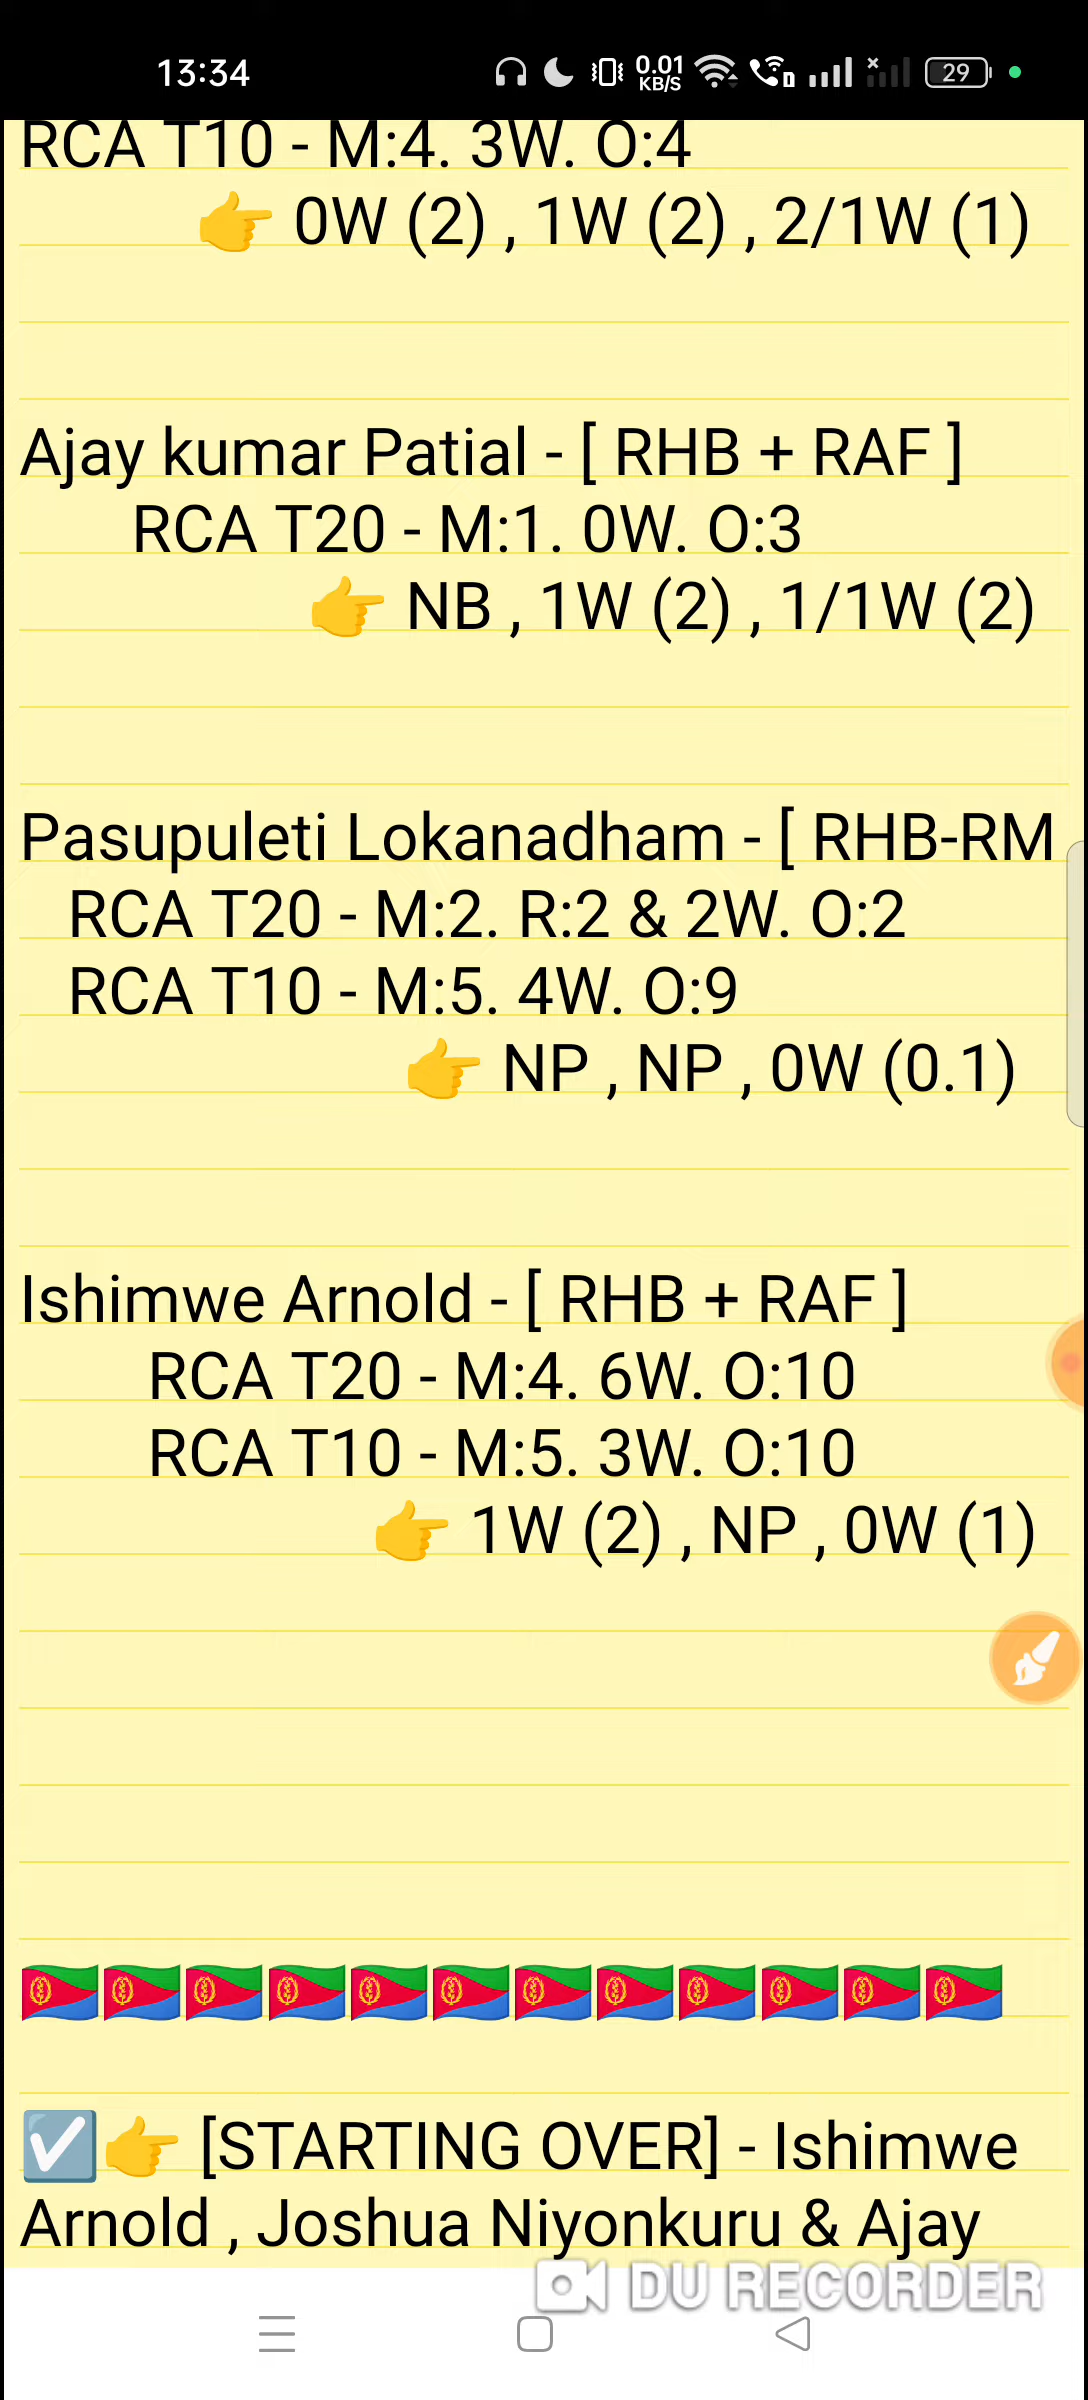 13:34 0.01 KB/S 29
RCA T10 - M:4. 3W. O:4
👉 0W (2) , 1W (2) , 2/1W (1)
Ajay kumar Patial - [ RHB + RAF ]
RCA T20 - M:1. 0W. O:3
👉 NB , 1W (2) , 1/1W (2)
Pasupuleti Lokanadham - [ RHB-RM
RCA T20 - M:2. R:2 & 2W. O:2
RCA T10 - M:5. 4W. O:9
👉 NP , NP , 0W (0.1)
Ishimwe Arnold - [ RHB + RAF ]
RCA T20 - M:4. 6W. O:10
RCA T10 - M:5. 3W. O:10
👉 1W (2) , NP , 0W (1)
🇪🇷🇪🇷🇪🇷🇪🇷🇪🇷🇪🇷🇪🇷🇪🇷🇪🇷🇪🇷🇪🇷🇪🇷
☑️👉 [STARTING OVER] - Ishimwe
Arnold , Joshua Niyonkuru & Ajay
DU RECORDER